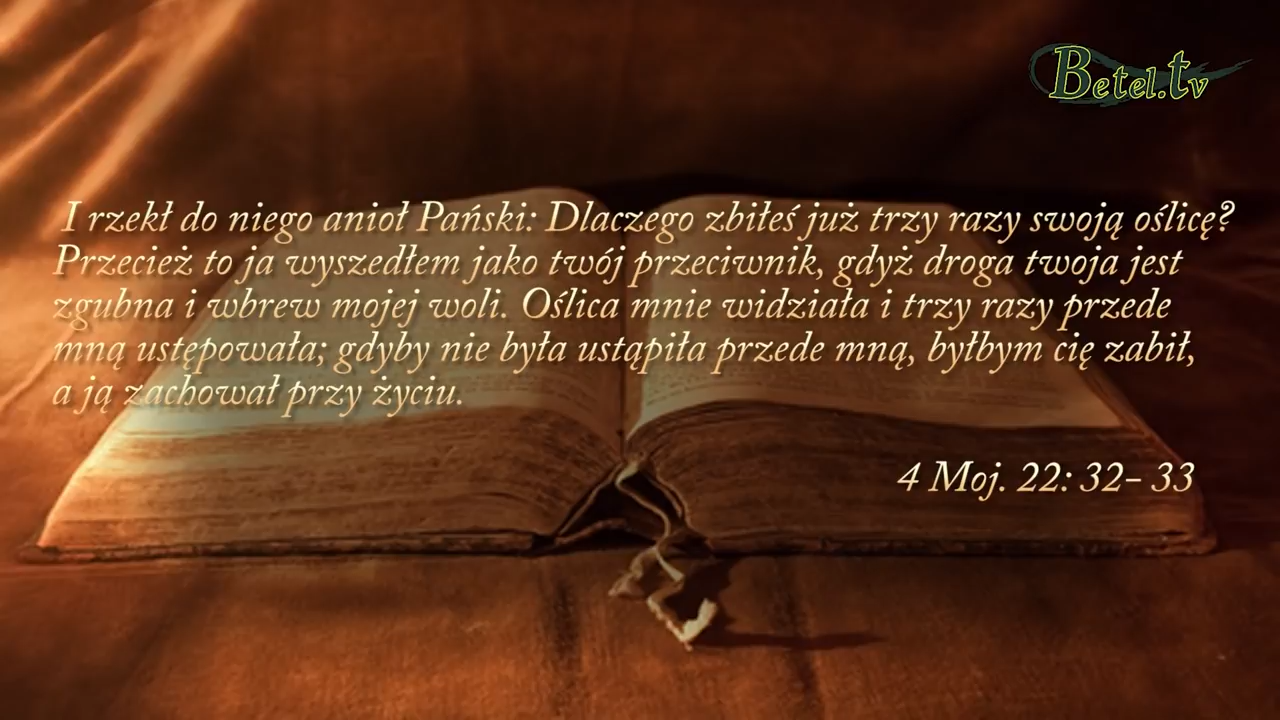 Betel.tv
I rzekł do niego anioł Pański: Dlaczego zbiłeś już trzy razy swoją oślicę?
Przecież to ja wyszedłem jako twój przeciwnik, gdyż droga twoja jest
zgubna i wbrew mojej woli. Oślica mnie widziała i trzy razy przede
mną ustępowała; gdyby nie była ustąpiła przede mną, byłbym cię zabił,
a ją zachował przy życiu.
4 Moj. 22: 32- 33